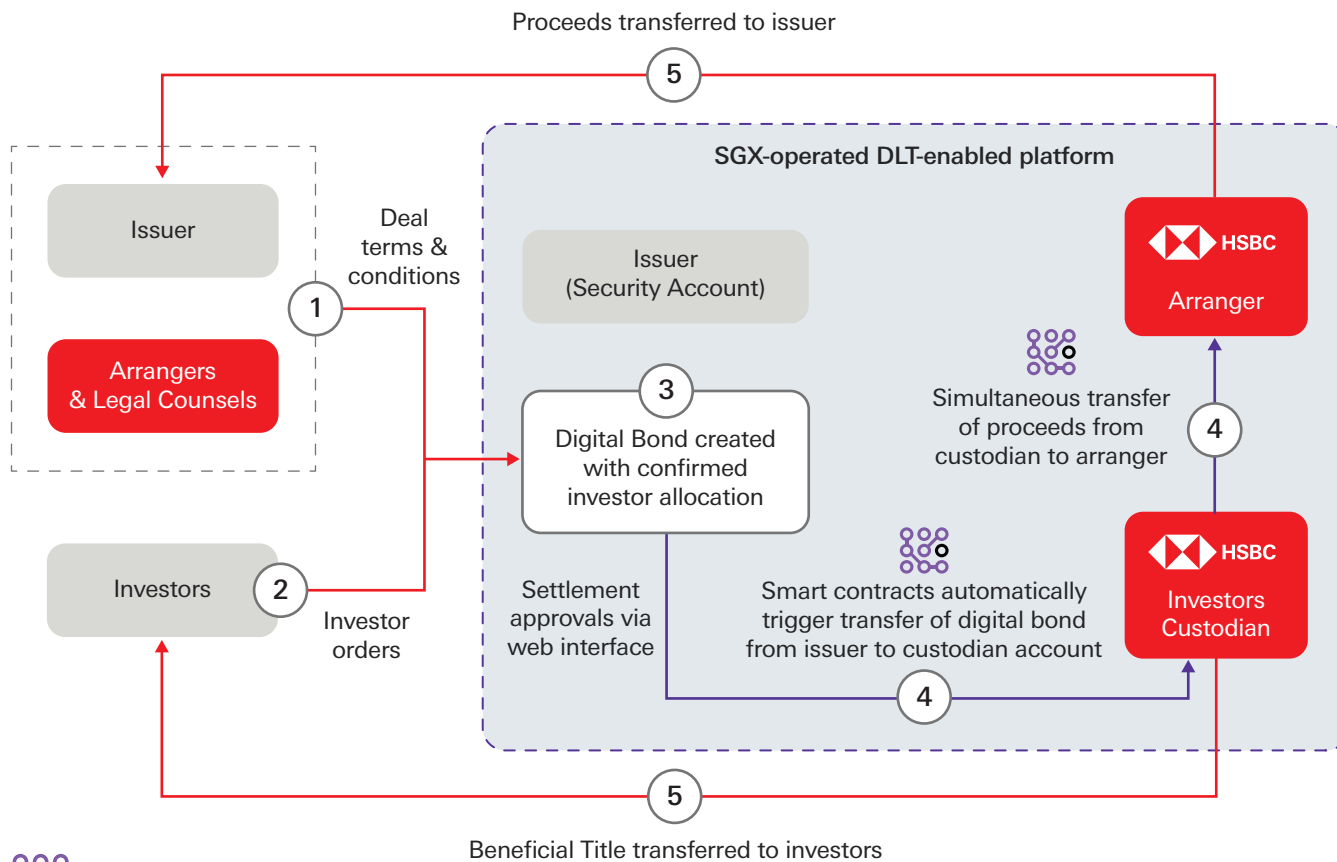 Proceeds transferred to issuer
5
SGX-operated DLT-enabled platform
Issuer
Arrangers
& Legal Counsels
1
Deal
terms &
conditions
Investors
2
Investor
orders
Issuer
(Security Account)
3
Digital Bond created
with confirmed
investor allocation
Settlement
approvals via
web interface
Smart contracts automatically
trigger transfer of digital bond
from issuer to custodian account
4
HSBC
Arranger
Simultaneous transfer
of proceeds from
custodian to arranger
4
HSBC
Investors
Custodian
5
Beneficial Title transferred to investors